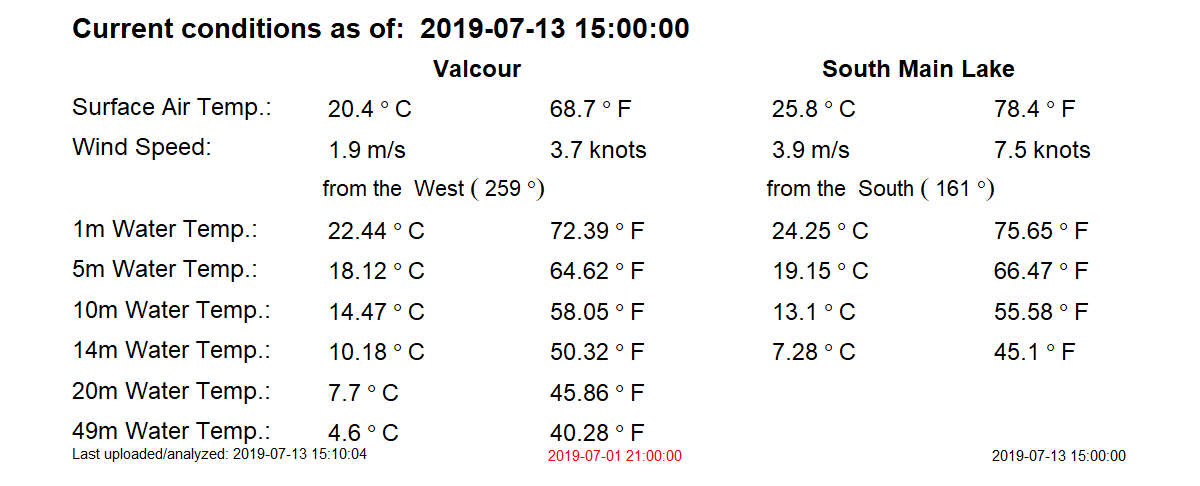 Current conditions as of: 2019-07-13 15:00:00
Valcour South Main Lake
Surface Air Temp.: 20.4 ° C 68.7 ° F 25.8 ° C 78.4 ° F
Wind Speed: 1.9 m/s 3.7 knots 3.9 m/s 7.5 knots
from the West ( 259 °) from the South ( 161 °)
1m Water Temp.: 22.44 ° C 72.39 ° F 24.25 ° C 75.65 ° F
5m Water Temp.: 18.12 ° C 64.62 ° F 19.15 ° C 66.47 ° F
10m Water Temp.: 14.47 ° C 58.05 ° F 13.1 ° C 55.58 ° F
14m Water Temp.: 10.18 ° C 50.32 ° F 7.28 ° C 45.1 ° F
20m Water Temp.: 7.7 ° C 45.86 ° F
49m Water Temp.: 4.6 ° C 40.28 ° F
Last uploaded/analyzed: 2019-07-13 15:10:04 2019-07-01 21:00:00 2019-07-13 15:00:00